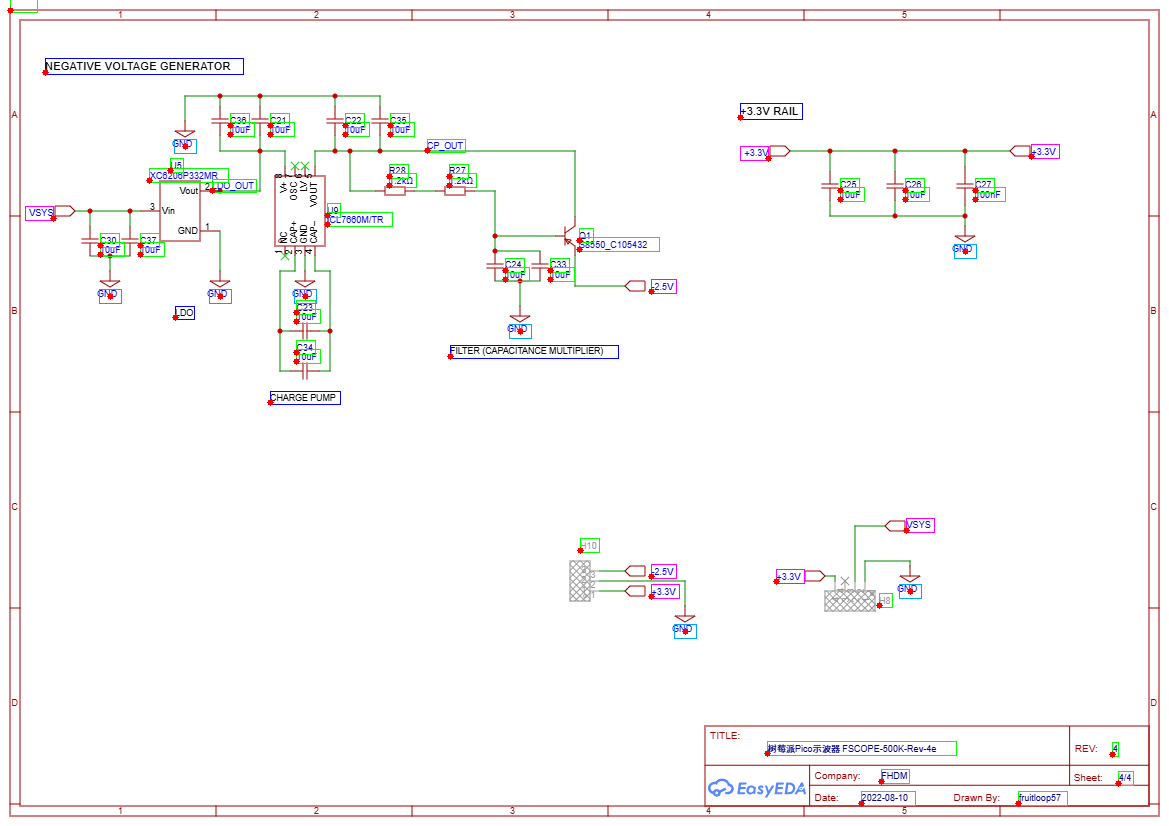 1 2 3 4 5
NEGATIVE VOLTAGE GENERATOR
+3.3V RAIL
A A
C36 C21 C22 C35
10uF 10uF 10uF 10uF
GND
CP_OUT
+3.3V +3.3V
U5
XC6206P332MR
R28 R27
1.2kΩ 1.2kΩ
LDO_OUT
Vout 2
8 7 6 5
V+ OSC LV VOUT
C25 C26 C27
10uF 10uF 100nF
VSYS
3 Vin
GND 1
U9
ICL7660M/TR
NC CAP+ GND CAP-
1 2 3 4
C30 C37
10uF 10uF
Q1
S8550_C105432
GND
C24 C33
10uF 10uF
GND GND GND
-2.5V
C23
10uF
B B
LDO
GND
C34
10uF
FILTER (CAPACITANCE MULTIPLIER)
CHARGE PUMP
C C
VSYS
H10
-2.5V
+3.3V
+3.3V
GND
H8
GND
D D
TITLE:
树莓派Pico示波器 FSCOPE-500K-Rev-4e
REV: 4
EasyEDA
Company: FHDM
Sheet: 4/4
Date: 2022-08-10
Drawn By: fruitloop57
1 2 3 4 5